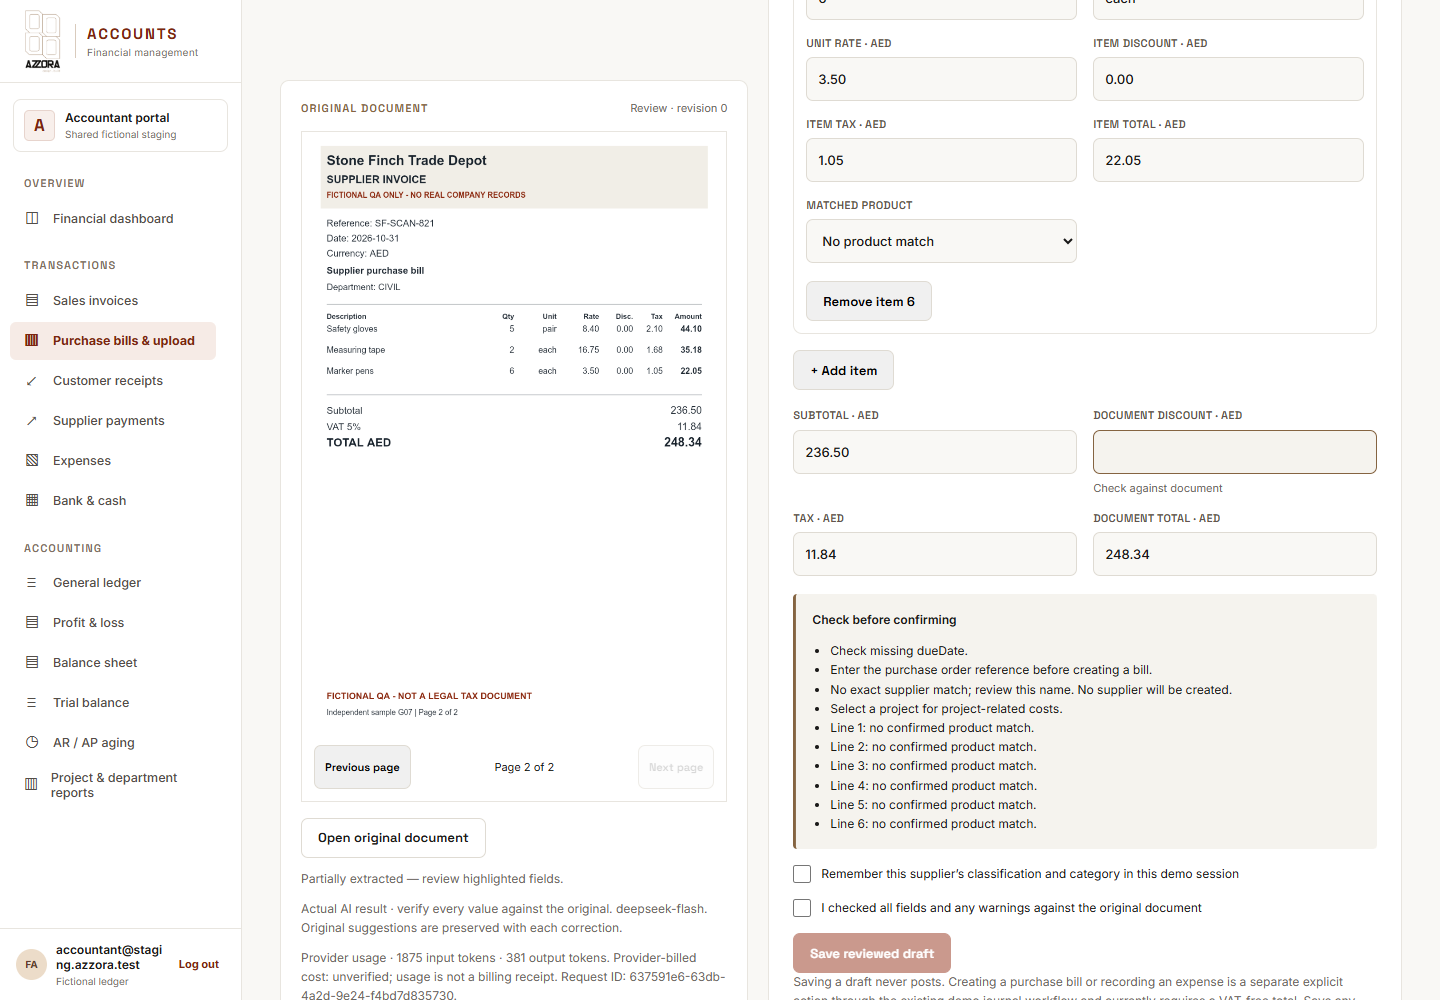 AZZORA
ACCOUNTS
Financial management
A
Accountant portal
Shared fictional staging
OVERVIEW
Financial dashboard
TRANSACTIONS
Sales invoices
Purchase bills & upload
Customer receipts
Supplier payments
Expenses
Bank & cash
ACCOUNTING
General ledger
Profit & loss
Balance sheet
Trial balance
AR / AP aging
Project & department
reports
FA
accountant@stagi
ng.azzora.test
Fictional ledger
Log out
ORIGINAL DOCUMENT
Review · revision 0
Stone Finch Trade Depot
SUPPLIER INVOICE
FICTIONAL QA ONLY - NO REAL COMPANY RECORDS
Reference: SF-SCAN-821
Date: 2026-10-31
Currency: AED
Supplier purchase bill
Department: CIVIL
Description Qty Unit Rate Disc. Tax Amount
Safety gloves 5 pair 8.40 0.00 2.10 44.10
Measuring tape 2 each 16.75 0.00 1.68 35.18
Marker pens 6 each 3.50 0.00 1.05 22.05
Subtotal 236.50
VAT 5% 11.84
TOTAL AED 248.34
FICTIONAL QA - NOT A LEGAL TAX DOCUMENT
Independent sample G07 | Page 2 of 2
Previous page
Page 2 of 2
Next page
Open original document
Partially extracted — review highlighted fields.
Actual AI result · verify every value against the original. deepseek-flash.
Original suggestions are preserved with each correction.
Provider usage · 1875 input tokens · 381 output tokens. Provider-billed
cost: unverified; usage is not a billing receipt. Request ID: 637591e6-63db-
4a2d-9e24-f4bd7d835730.
each
UNIT RATE · AED
ITEM DISCOUNT · AED
3.50
0.00
ITEM TAX · AED
ITEM TOTAL · AED
1.05
22.05
MATCHED PRODUCT
No product match
Remove item 6
+ Add item
SUBTOTAL · AED
DOCUMENT DISCOUNT · AED
236.50
Check against document
TAX · AED
DOCUMENT TOTAL · AED
11.84
248.34
Check before confirming
• Check missing dueDate.
• Enter the purchase order reference before creating a bill.
• No exact supplier match; review this name. No supplier will be created.
• Select a project for project-related costs.
• Line 1: no confirmed product match.
• Line 2: no confirmed product match.
• Line 3: no confirmed product match.
• Line 4: no confirmed product match.
• Line 5: no confirmed product match.
• Line 6: no confirmed product match.
Remember this supplier’s classification and category in this demo session
I checked all fields and any warnings against the original document
Save reviewed draft
Saving a draft never posts. Creating a purchase bill or recording an expense is a separate explicit
action through the existing demo journal workflow and currently requires a VAT-free total. Save any